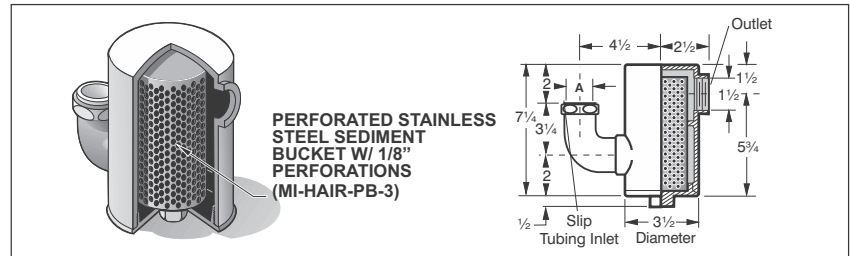 PERFORATED STAINLESS
STEEL SEDIMENT
BUCKET W/ 1/8”
PERFORATIONS
(MI-HAIR-PB-3)
Outlet
4½
2½
2
A
1½
7¼
3¼
1½
5¾
2
½
Slip
Tubing Inlet
3½
Diameter